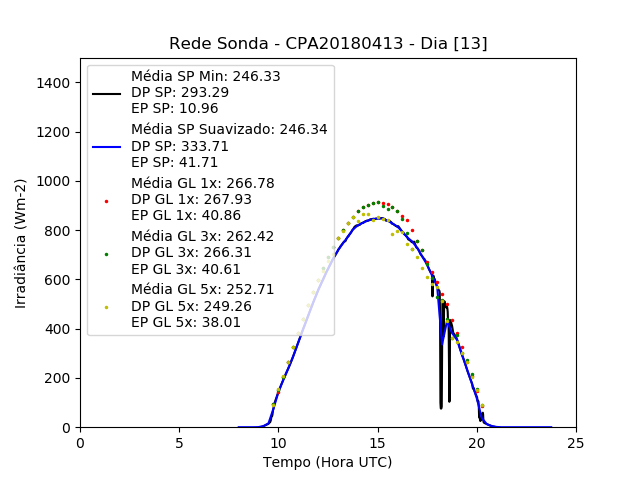 Rede Sonda - CPA20180413 - Dia [13]
Média SP Min: 246.33
DP SP: 293.29
EP SP: 10.96
Média SP Suavizado: 246.34
DP SP: 333.71
EP SP: 41.71
Média GL 1x: 266.78
DP GL 1x: 267.93
EP GL 1x: 40.86
Média GL 3x: 262.42
DP GL 3x: 266.31
EP GL 3x: 40.61
Média GL 5x: 252.71
DP GL 5x: 249.26
EP GL 5x: 38.01
Irradiância (Wm-2)
1400
1200
1000
800
600
400
200
0
0 5 10 15 20 25
Tempo (Hora UTC)